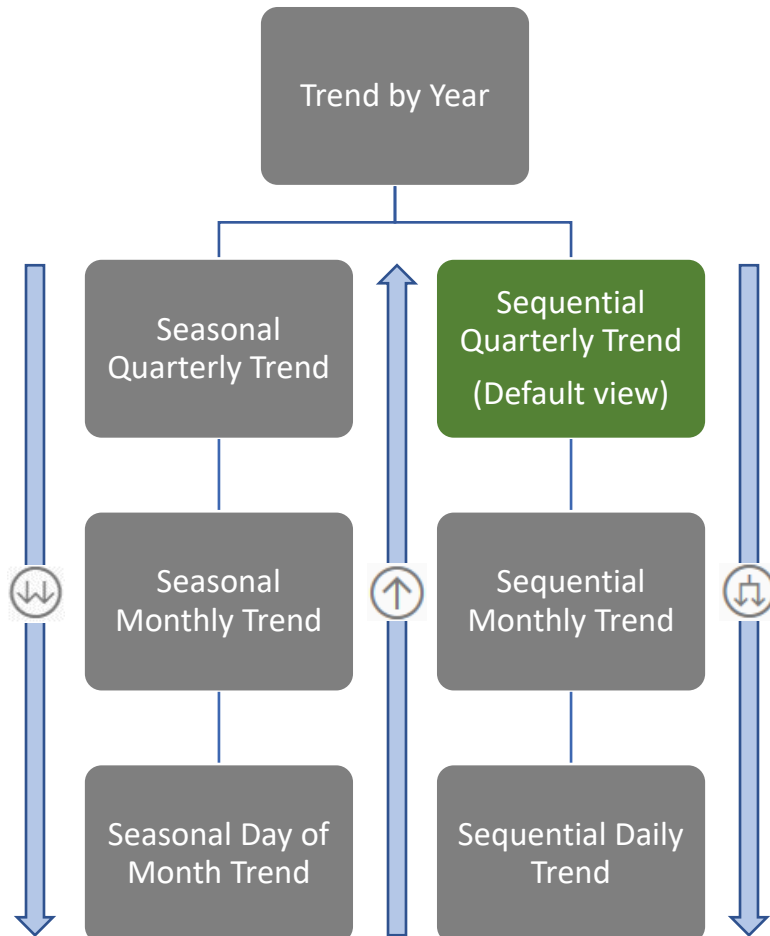 Trend by Year
Seasonal
Quarterly Trend
Sequential
Quarterly Trend
(Default view)
Seasonal
Monthly Trend
Sequential
Monthly Trend
Seasonal Day of
Month Trend
Sequential Daily
Trend